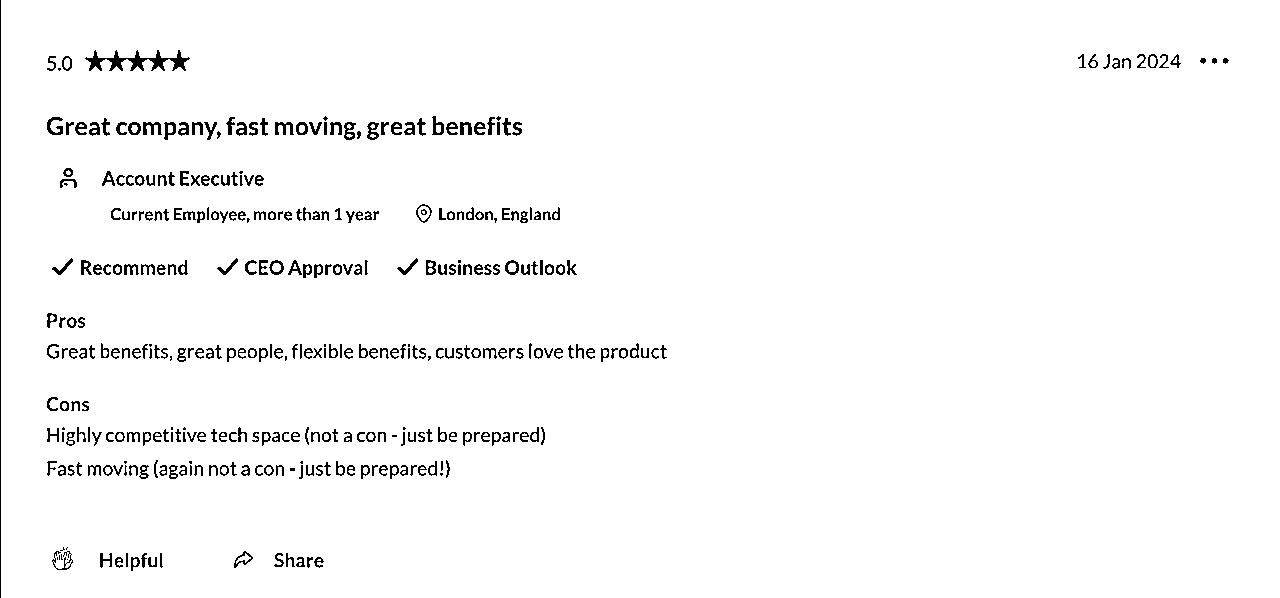 5.0 ★★★★★ 16 Jan 2024 •••
Great company, fast moving, great benefits
Account Executive
Current Employee, more than 1 year London, England
Recommend CEO Approval Business Outlook
Pros
Great benefits, great people, flexible benefits, customers love the product
Cons
Highly competitive tech space (not a con - just be prepared)
Fast moving (again not a con - just be prepared!)
Helpful Share